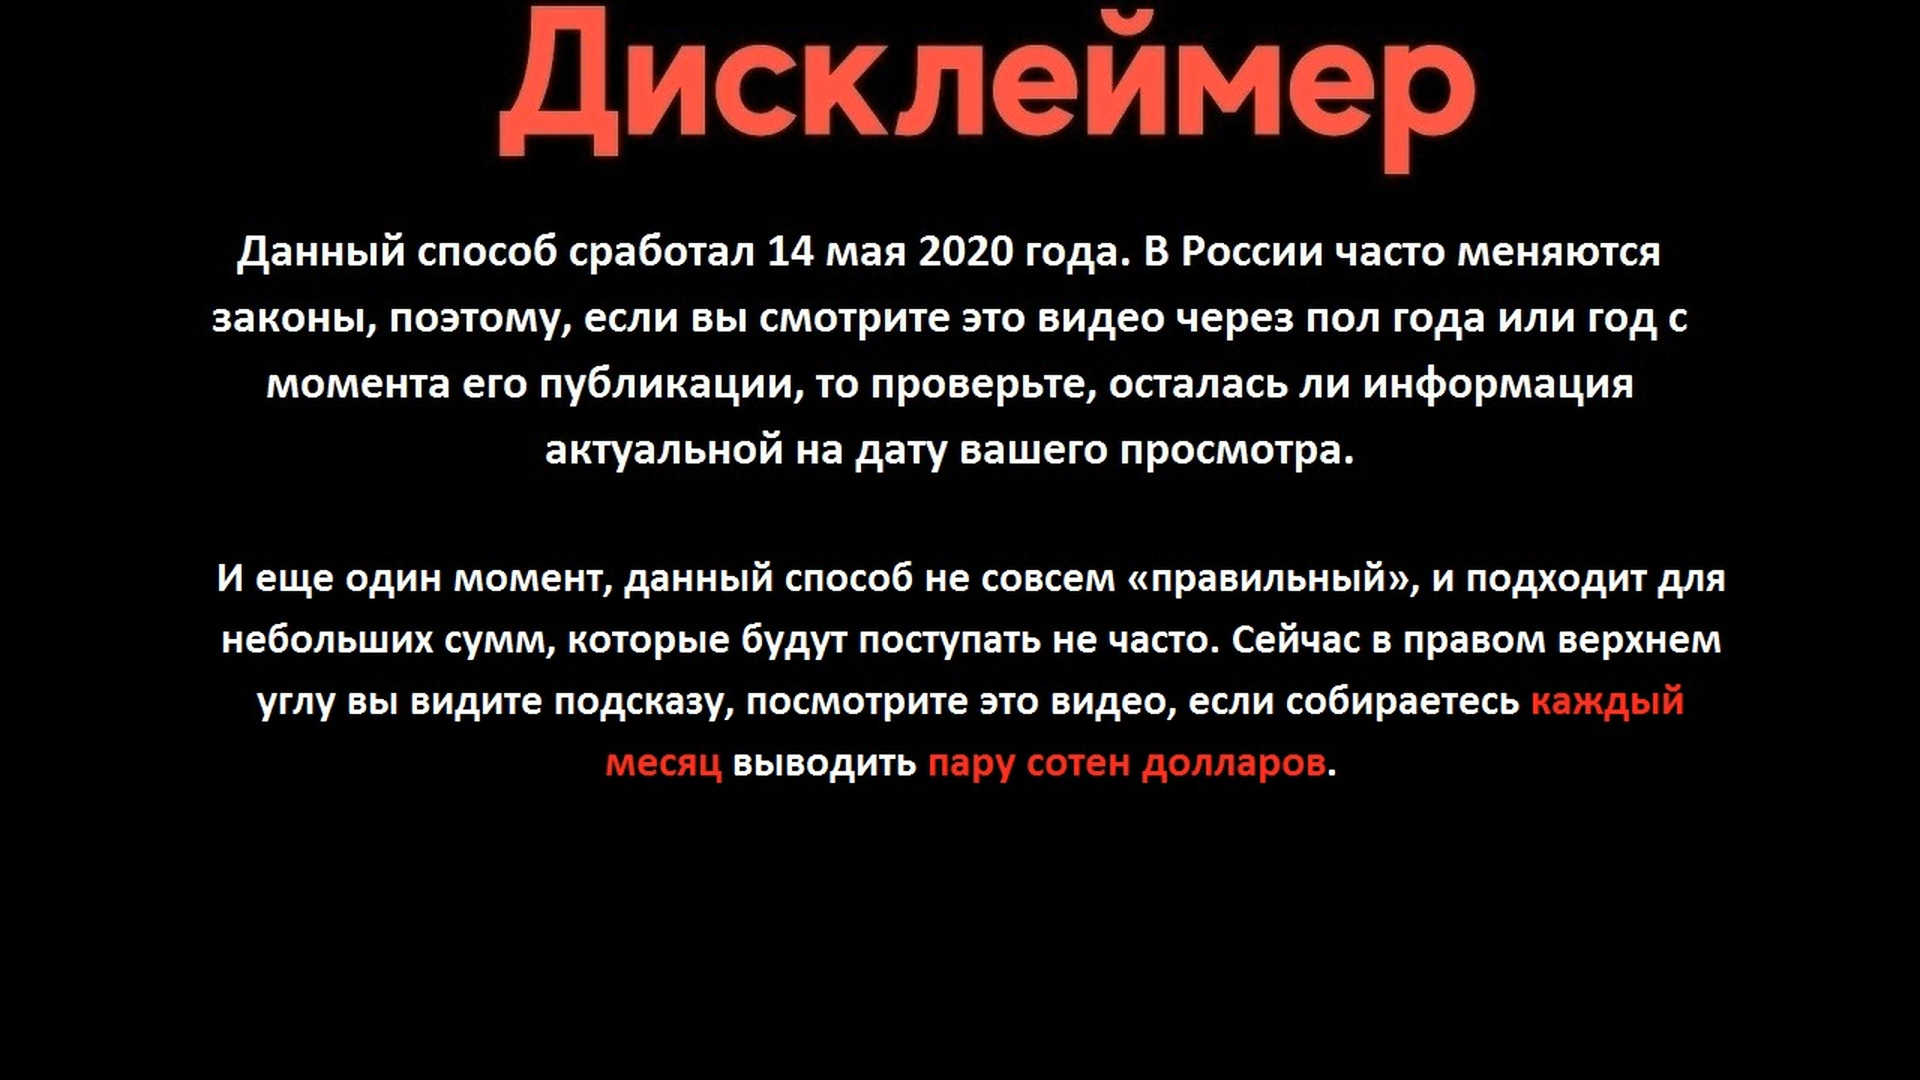 Дисклеймер
Данный способ сработал 14 мая 2020 года. В России часто меняются
законы, поэтому, если вы смотрите это видео через пол года или год с
момента его публикации, то проверьте, осталась ли информация
актуальной на дату вашего просмотра.
И еще один момент, данный способ не совсем «правильный», и подходит для
небольших сумм, которые будут поступать не часто. Сейчас в правом верхнем
углу вы видите подсказу, посмотрите это видео, если собираетесь каждый
месяц выводить пару сотен долларов.